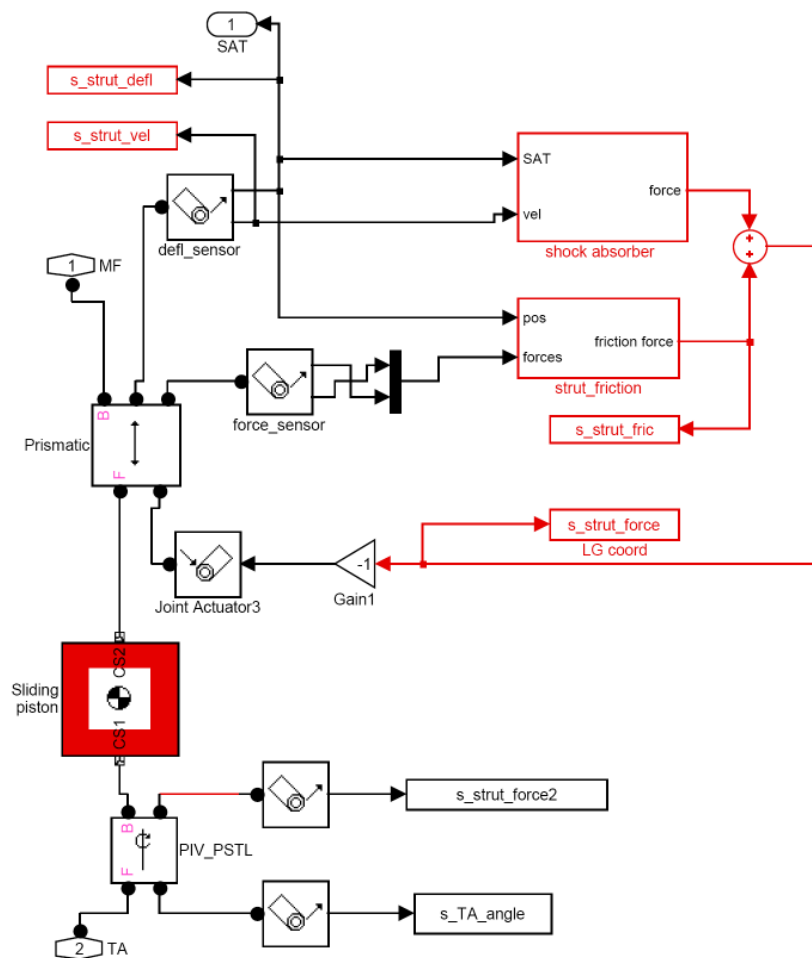 1
SAT
s_strut_defl
s_strut_vel
SAT
force
vel
shock absorber
defl_sensor
1
MF
pos
friction force
forces
strut_friction
force_sensor
B
Prismatic
F
s_strut_fric
s_strut_force
LG coord
-1
Joint Actuator3
Gain1
CS2
Sliding
piston
CS1
s_strut_force2
B
PIV_PSTL
F
s_TA_angle
2
TA